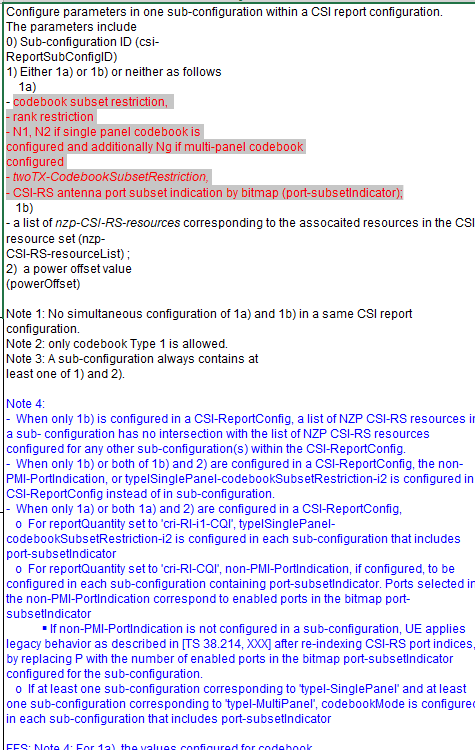 Configure parameters in one sub-configuration within a CSI report configuration.
The parameters include
0) Sub-configuration ID (csi-
ReportSubConfigID)
1) Either 1a) or 1b) or neither as follows
1a)
- codebook subset restriction,
- rank restriction
- N1, N2 if single panel codebook is
configured and additionally Ng if multi-panel codebook
configured
- twoTX-CodebookSubsetRestriction,
- CSI-RS antenna port subset indication by bitmap (port-subsetIndicator);
1b)
- a list of nzp-CSI-RS-resources corresponding to the assocaited resources in the CSI
resource set (nzp-
CSI-RS-resourceList) ;
2) a power offset value
(powerOffset)
Note 1: No simultaneous configuration of 1a) and 1b) in a same CSI report
configuration.
Note 2: only codebook Type 1 is allowed.
Note 3: A sub-configuration always contains at
least one of 1) and 2).
Note 4:
- When only 1b) is configured in a CSI-ReportConfig, a list of NZP CSI-RS resources in
a sub- configuration has no intersection with the list of NZP CSI-RS resources
configured for any other sub-configuration(s) within the CSI-ReportConfig.
- When only 1b) or both of 1b) and 2) are configured in a CSI-ReportConfig, the non-
PMI-PortIndication, or typeISinglePanel-codebookSubsetRestriction-i2 is configured in
CSI-ReportConfig instead of in sub-configuration.
- When only 1a) or both 1a) and 2) are configured in a CSI-ReportConfig,
o For reportQuantity set to 'cri-RI-i1-CQI', typeISinglePanel-
codebookSubsetRestriction-i2 is configured in each sub-configuration that includes
port-subsetIndicator
o For reportQuantity set to 'cri-RI-CQI', non-PMI-PortIndication, if configured, to be
configured in each sub-configuration containing port-subsetIndicator. Ports selected in
the non-PMI-PortIndication correspond to enabled ports in the bitmap port-
subsetIndicator
▪ If non-PMI-PortIndication is not configured in a sub-configuration, UE applies
legacy behavior as described in [TS 38.214, XXX] after re-indexing CSI-RS port indices,
by replacing P with the number of enabled ports in the bitmap port-subsetIndicator
configured for the sub-configuration.
o If at least one sub-configuration corresponding to 'typeI-SinglePanel' and at least
one sub-configuration corresponding to 'typeI-MultiPanel', codebookMode is configured
in each sub-configuration that includes port-subsetIndicator
FFS: Note 4: For 1a), the values configured for codebook